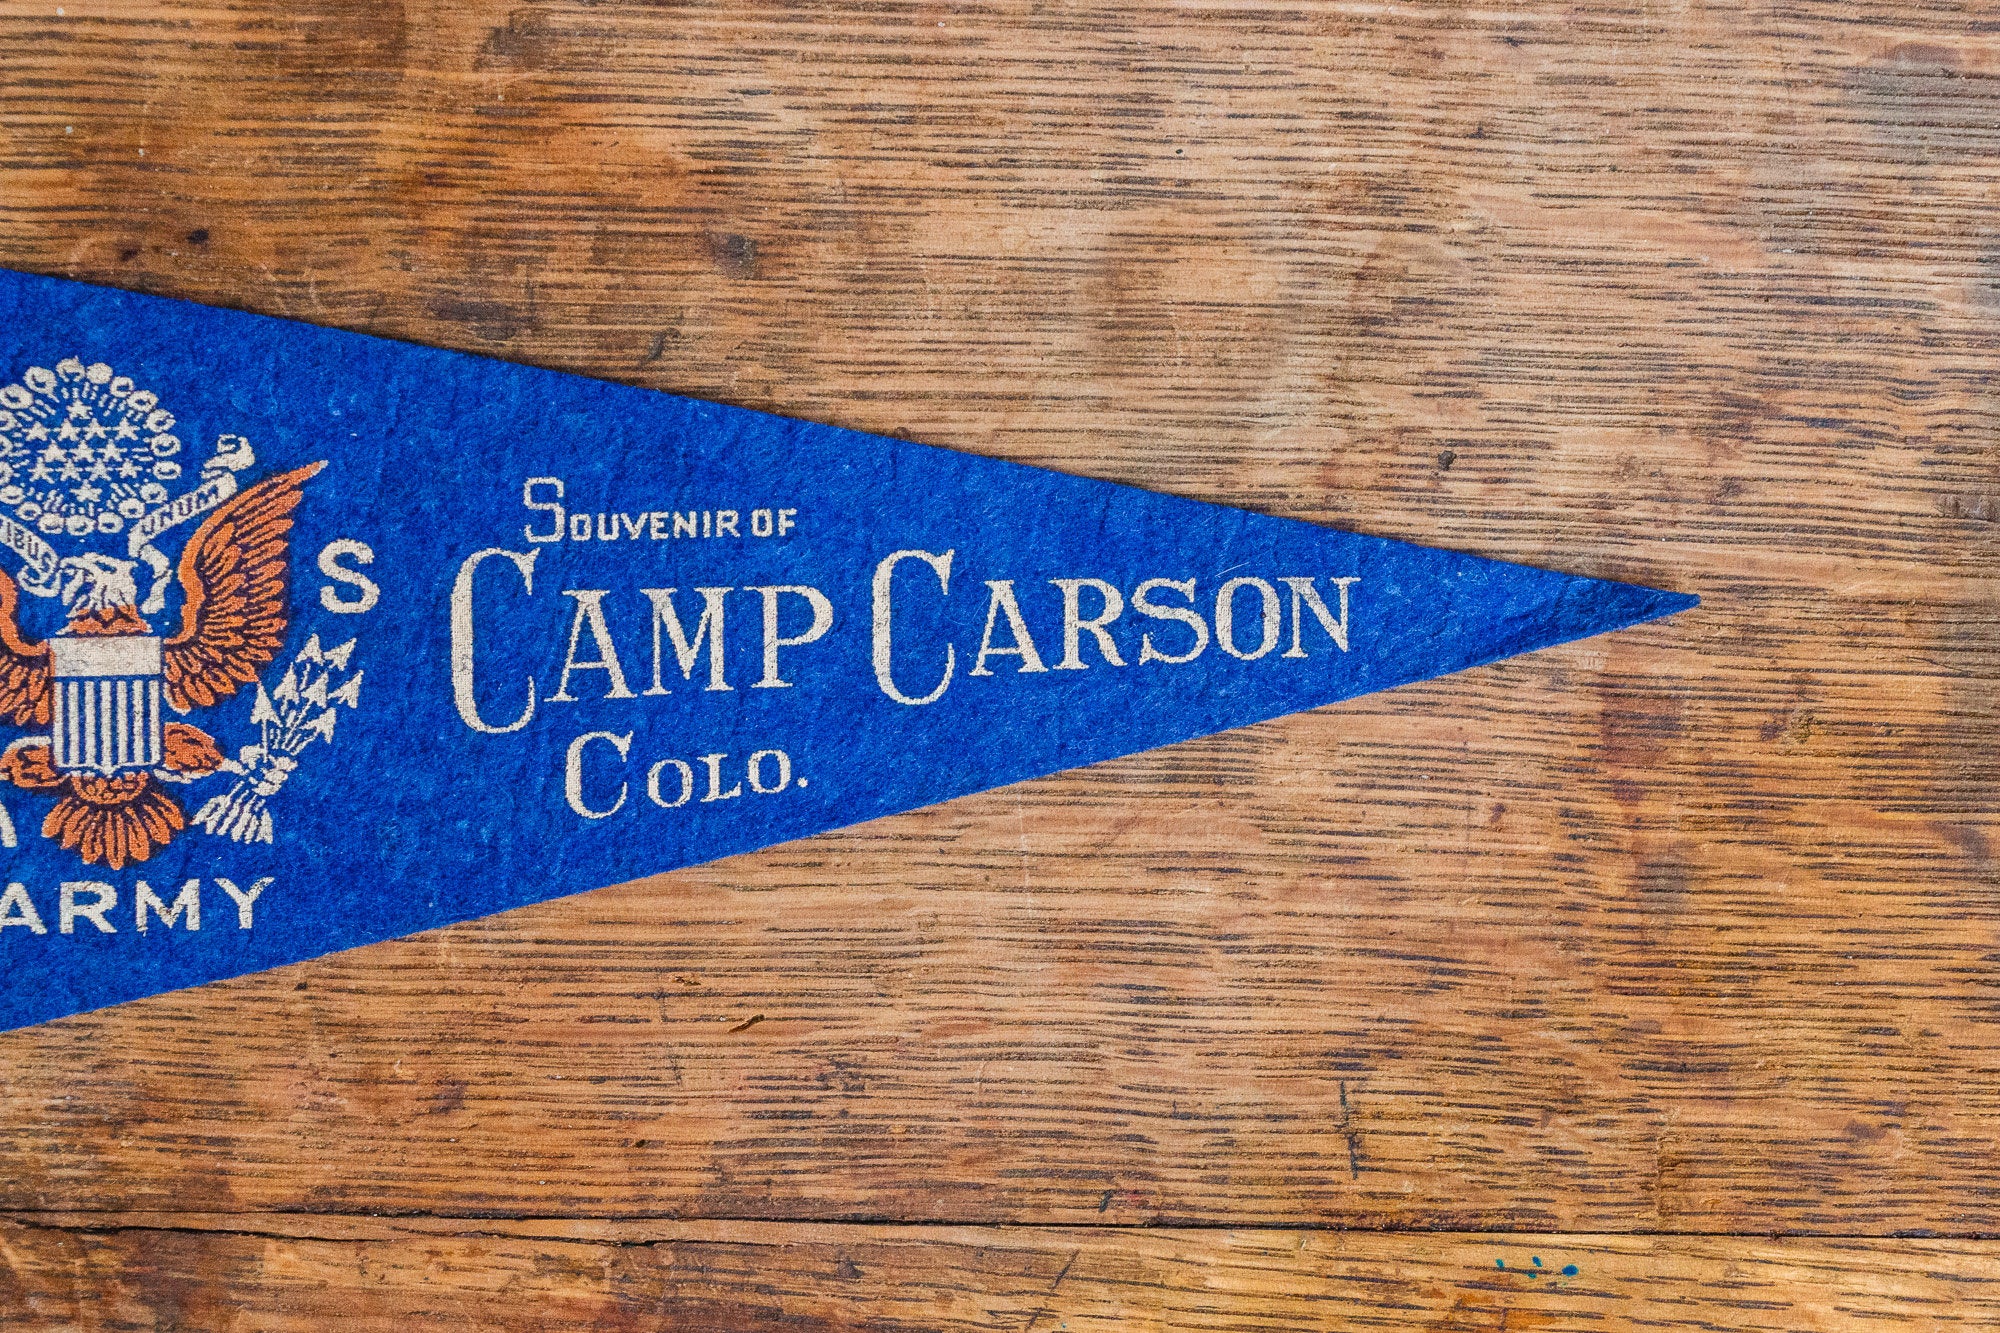 UNUM
S
SOUVENIR OF
CAMP CARSON
COLO.
ARMY